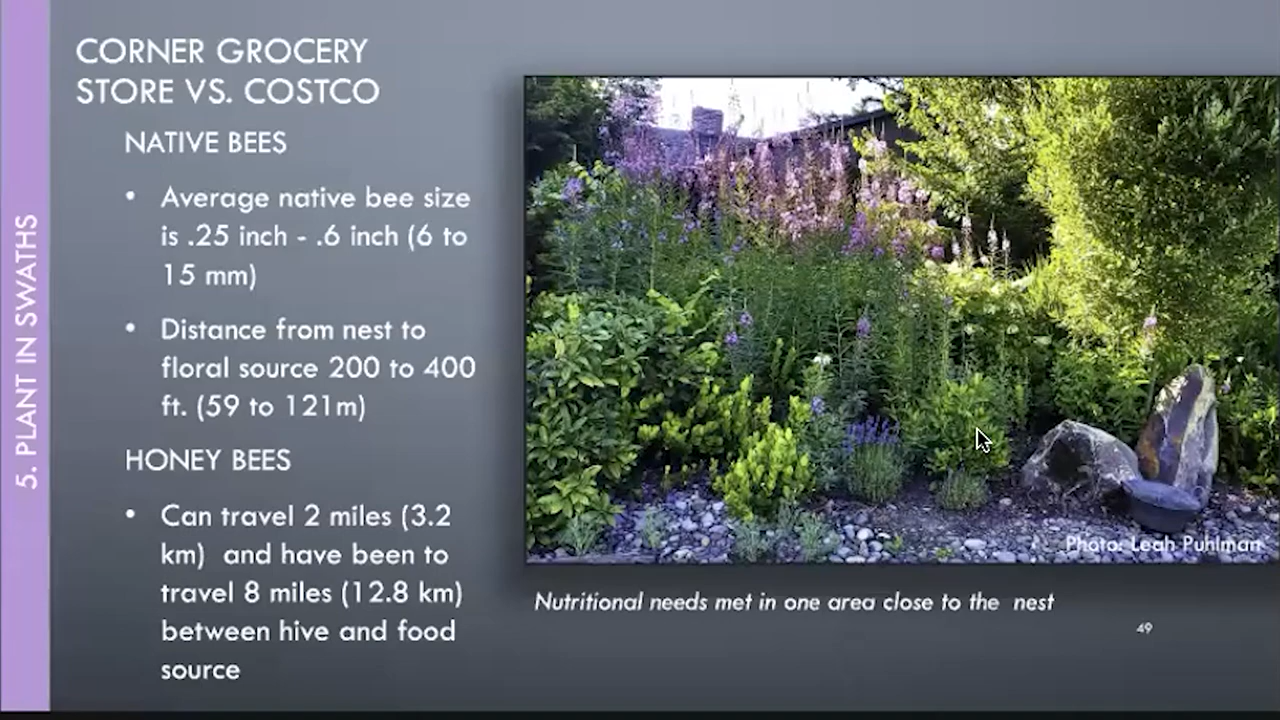 5. PLANT IN SWATHS
CORNER GROCERY
STORE VS. COSTCO
NATIVE BEES
• Average native bee size
is .25 inch - .6 inch (6 to
15 mm)
• Distance from nest to
floral source 200 to 400
ft. (59 to 121m)
HONEY BEES
• Can travel 2 miles (3.2
km)  and have been to
travel 8 miles (12.8 km)
between hive and food
source
Photo: Leah Puhlman
Nutritional needs met in one area close to the  nest
49